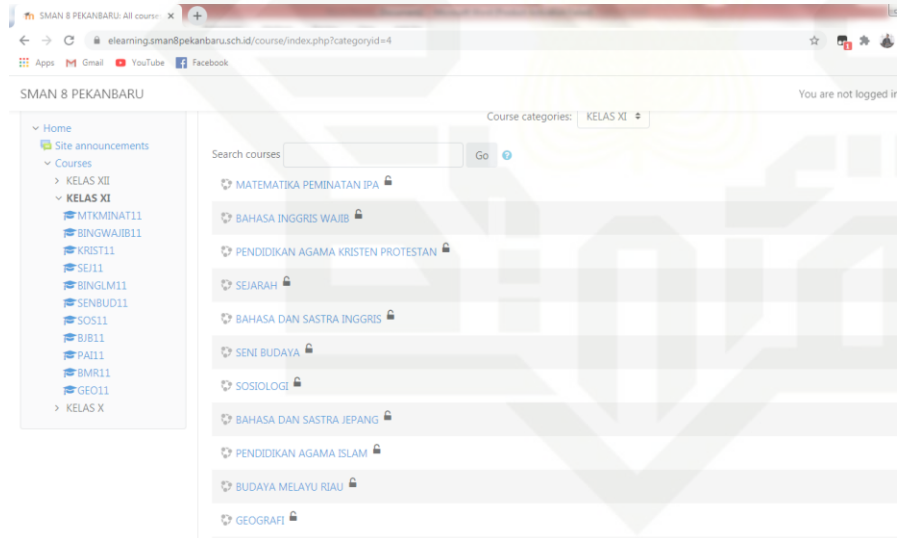 SMAN 8 PEKANBARU: All course
elearning.sman8pekanbaru.sch.id/course/index.php?categoryid=4
Apps Gmail YouTube Facebook
SMAN 8 PEKANBARU
You are not logged in
Home
Site announcements
Courses
KELAS XII
KELAS XI
MTKMINAT11
BINGWAJIB11
KRIST11
SEJ11
BINGLM11
SENBUD11
SOS11
BJB11
PAI11
BMR11
GEO11
KELAS X
Course categories: KELAS XI
Search courses Go
MATEMATIKA PEMINATAN IPA
BAHASA INGGRIS WAJIB
PENDIDIKAN AGAMA KRISTEN PROTESTAN
SEJARAH
BAHASA DAN SASTRA INGGRIS
SENI BUDAYA
SOSIOLOGI
BAHASA DAN SASTRA JEPANG
PENDIDIKAN AGAMA ISLAM
BUDAYA MELAYU RIAU
GEOGRAFI